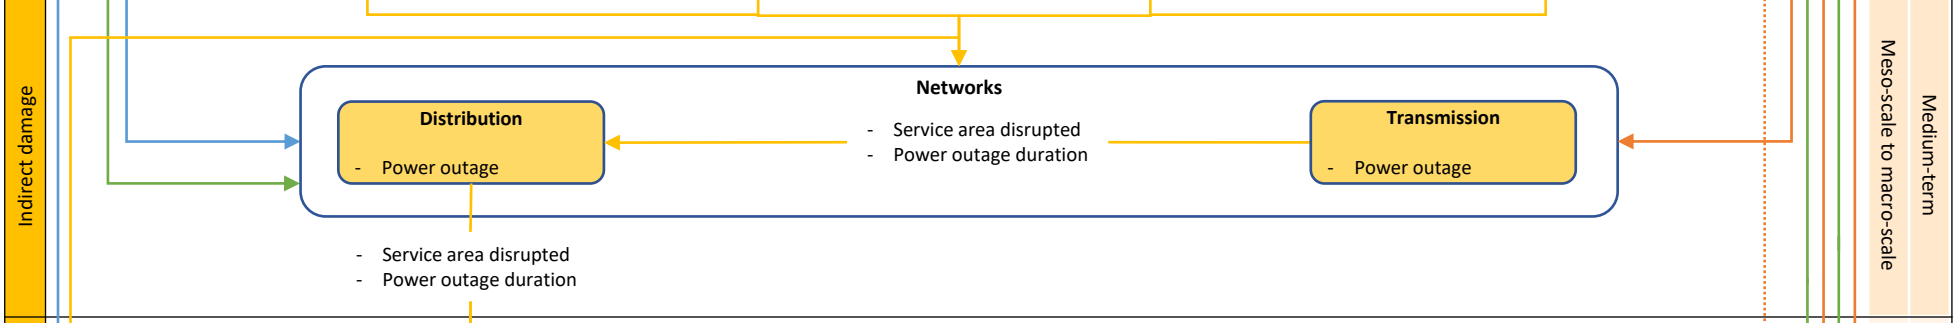 Indirect damage
Networks
Distribution
- Power outage
- Service area disrupted
- Power outage duration
Transmission
- Power outage
- Service area disrupted
- Power outage duration
Meso-scale to macro-scale
Medium-term